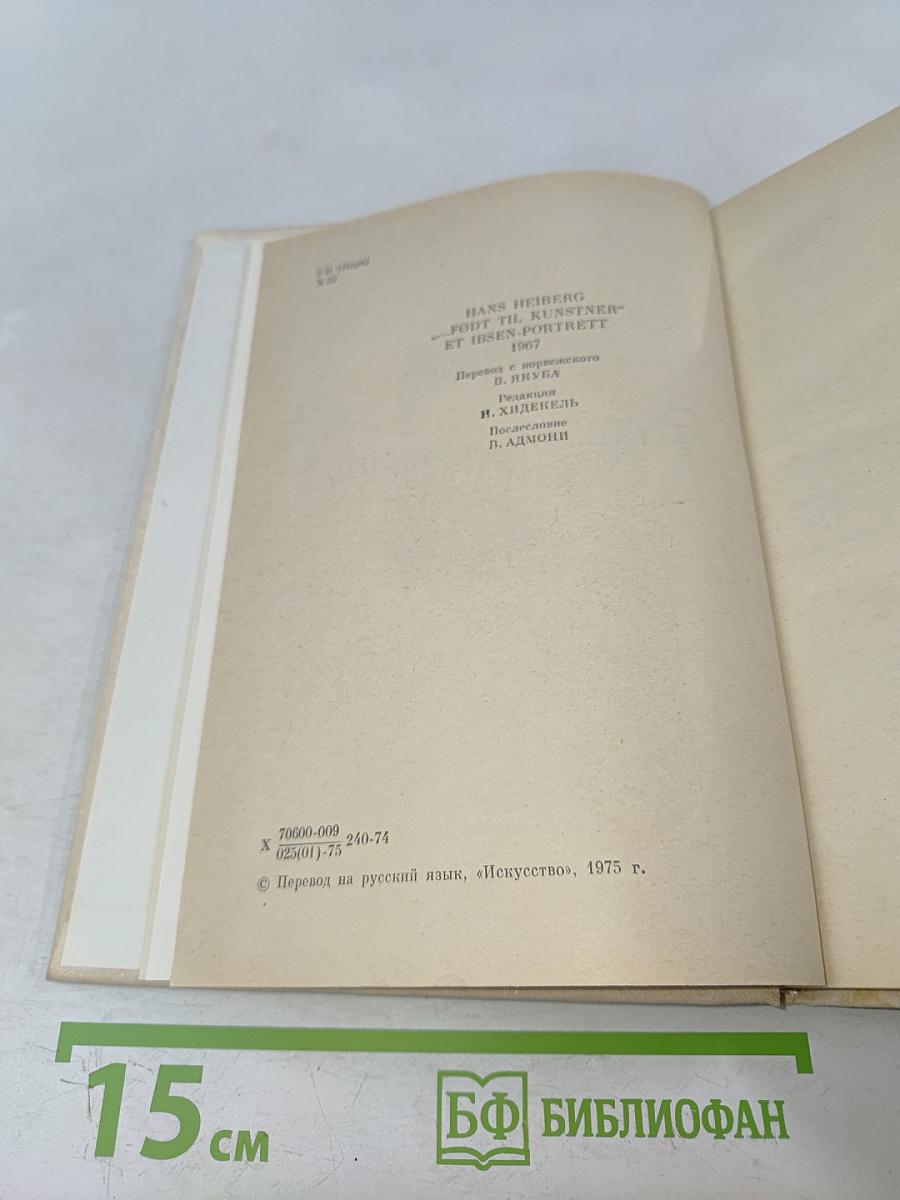 HANS HEIBERG
„...FØDT TIL KUNSTNER“
ET IBSEN-PORTRETT
1967
Перевод с норвежского
В. ЯКУБА
Редакция
И. ХИДЕКЕЛЬ
Послесловие
В. АДМОНИ
X 70600-009
025(01)-75 240-74
© Перевод на русский язык, «Искусство», 1975 г.
15 см
БФ БИБЛИОФАН